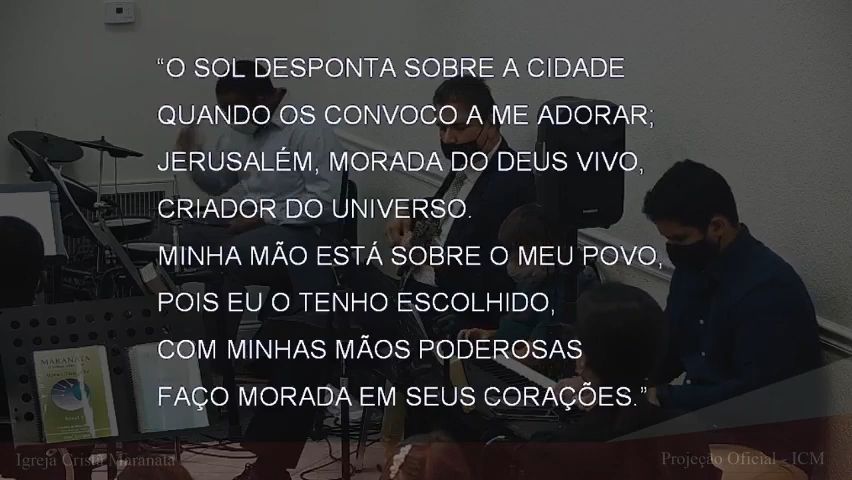 “O SOL DESPONTA SOBRE A CIDADE
QUANDO OS CONVOCO A ME ADORAR;
JERUSALÉM, MORADA DO DEUS VIVO,
CRIADOR DO UNIVERSO.
MINHA MÃO ESTÁ SOBRE O MEU POVO,
POIS EU O TENHO ESCOLHIDO,
COM MINHAS MÃOS PODEROSAS
FAÇO MORADA EM SEUS CORAÇÕES.”
MARANATA
Igreja Cristã Maranata
Projeção Oficial - ICM